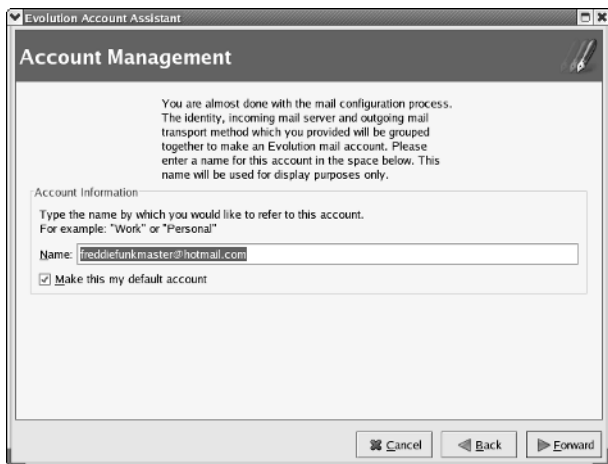 Evolution Account Assistant
Account Management
You are almost done with the mail configuration process.
The identity, incoming mail server and outgoing mail
transport method which you provided will be grouped
together to make an Evolution mail account. Please
enter a name for this account in the space below. This
name will be used for display purposes only.
Account Information
Type the name by which you would like to refer to this account.
For example: "Work" or "Personal"
Name: freddiefunkmaster@hotmail.com
Make this my default account
Cancel Back Forward